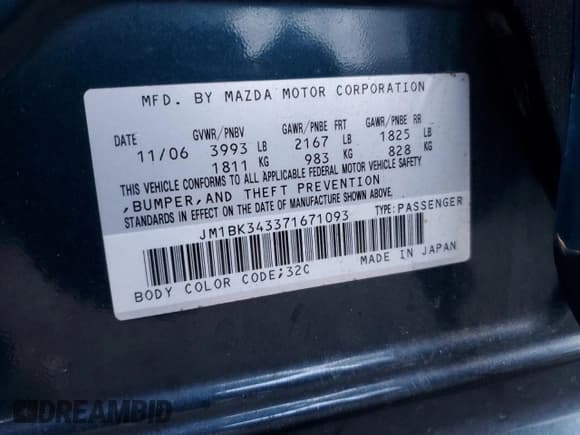 MFD. BY MAZDA MOTOR CORPORATION
DATE GVWR/PNBV GAWR/PNBE FRT GAWR/PNBE RR
11/06 3993 LB 2167 LB 1825 LB
1811 KG 983 KG 828 KG
THIS VEHICLE CONFORMS TO ALL APPLICABLE FEDERAL MOTOR VEHICLE SAFETY
,BUMPER,AND THEFT PREVENTION
STANDARDS IN EFFECT ON THE DATE OF MANUFACTURE SHOWN ABOVE.
JM1BK343371671093 TYPE:PASSENGER
MADE IN JAPAN
BODY COLOR CODE;32C
DREAMBID